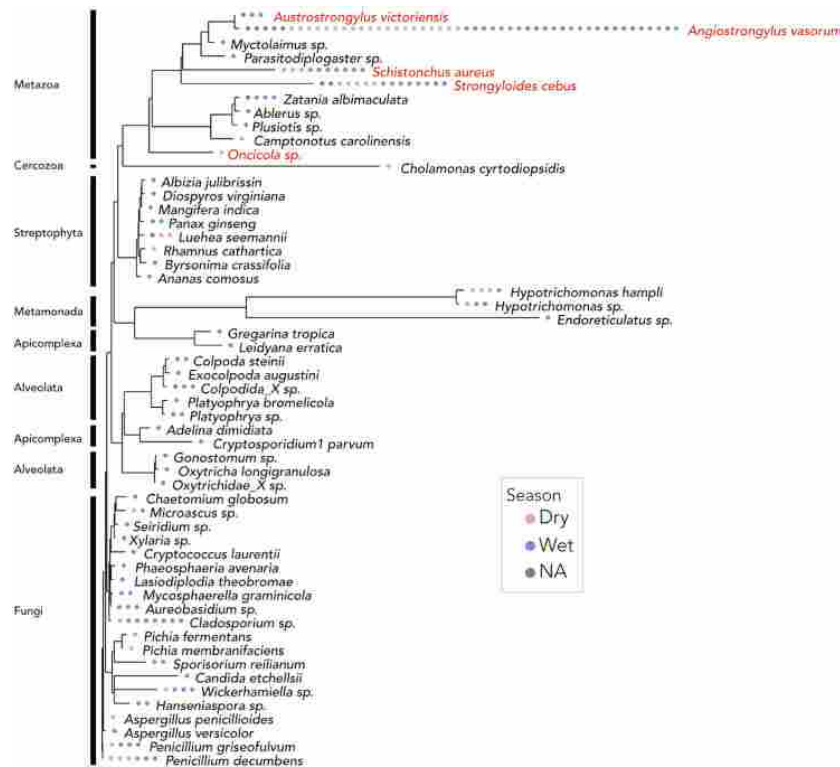 Austrostrongylus victoriensis
Angiostrongylus vasorum
Myctolaimus sp.
Parasitodiplogaster sp.
Schistonchus aureus
Strongyloides cebus
Metazoa
Zatania albimaculata
Ablerus sp.
Plusiotis sp.
Camptonotus carolinensis
Oncicola sp.
Cercozoa
Cholamonas cyrtodiopsidis
Albizia julibrissin
Diospyros virginiana
Mangifera indica
Panax ginseng
Streptophyta
Luehea seemannii
Rhamnus cathartica
Byrsonima crassifolia
Ananas comosus
Hypotrichomonas hampli
Metamonada
Hypotrichomonas sp.
Endoreticulatus sp.
Gregarina tropica
Apicomplexa
Leidyana erratica
Colpoda steinii
Exocolpoda augustini
Alveolata
Colpodida_X sp.
Platyophrya bromelicola
Platyophrya sp.
Adelina dimidiata
Apicomplexa
Cryptosporidium1 parvum
Gonostomum sp.
Alveolata
Oxytricha longigranulosa
Oxytrichidae_X sp.
Chaetomium globosum
Microascus sp.
Seiridium sp.
Xylaria sp.
Cryptococcus laurentii
Phaeosphaeria avenaria
Lasiodiplodia theobromae
Mycosphaerella graminicola
Aureobasidium sp.
Fungi
Cladosporium sp.
Pichia fermentans
Pichia membranifaciens
Sporisorium reilianum
Candida etchellsii
Wickerhamiella sp.
Hanseniaspora sp.
Aspergillus penicillioides
Aspergillus versicolor
Penicillium griseofulvum
Penicillium decumbens
Season
Dry
Wet
NA